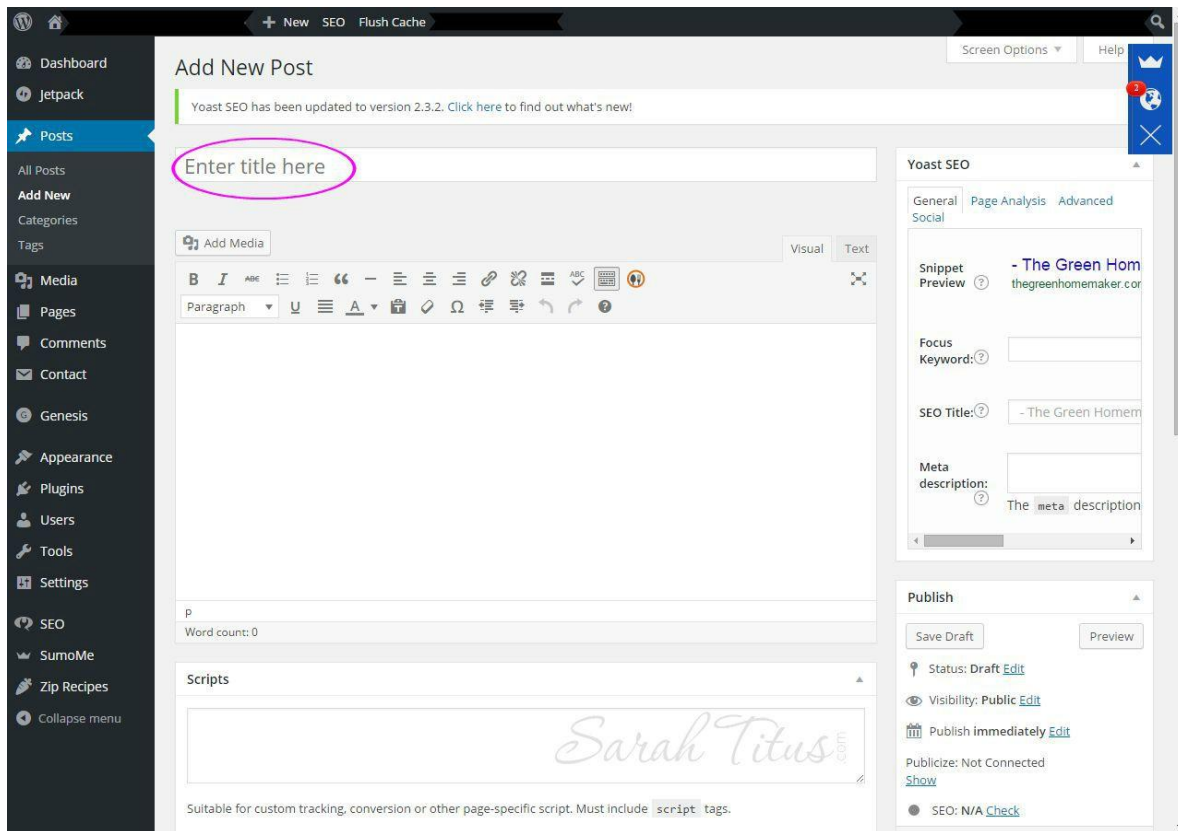 New SEO Flush Cache
Screen Options Help
Dashboard
Jetpack
Posts
All Posts
Add New
Categories
Tags
Media
Pages
Comments
Contact
Genesis
Appearance
Plugins
Users
Tools
Settings
SEO
SumoMe
Zip Recipes
Collapse menu
Add New Post
Yoast SEO has been updated to version 2.3.2. Click here to find out what's new!
Enter title here
Add Media
Visual Text
B I ABC ABC
Paragraph U A Ω
p
Word count: 0
Scripts
Sarah Titus.com
Suitable for custom tracking, conversion or other page-specific script. Must include script tags.
Yoast SEO
General Page Analysis Advanced
Social
Snippet
Preview
- The Green Hom
thegreenhomemaker.cor
Focus
Keyword:
SEO Title: - The Green Homem
Meta
description:
The meta description
Publish
Save Draft Preview
Status: Draft Edit
Visibility: Public Edit
Publish immediately Edit
Publicize: Not Connected
Show
SEO: N/A Check